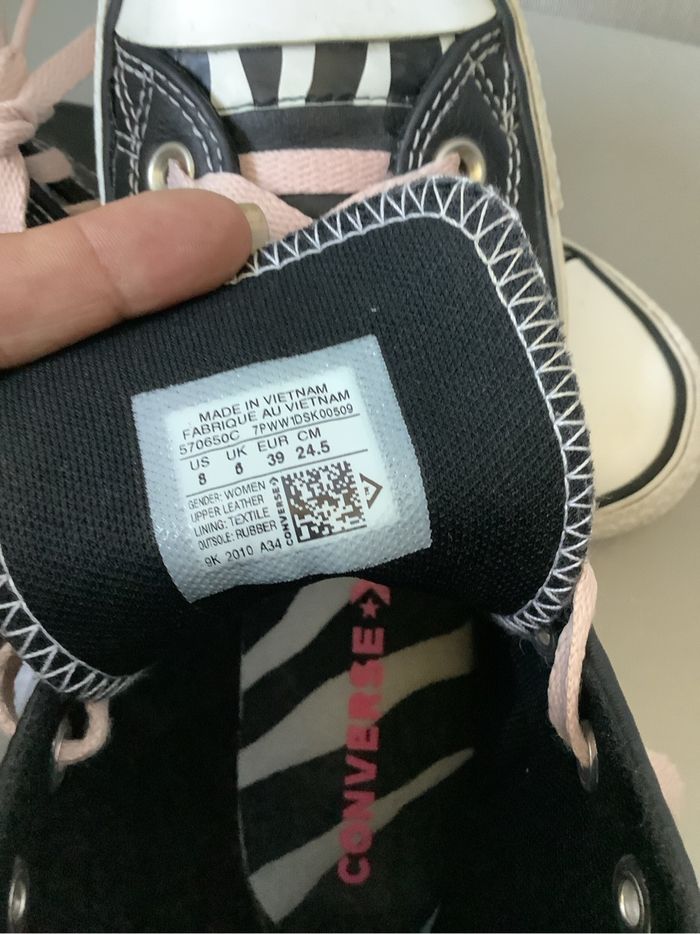 MADE IN VIETNAM
FABRIQUE AU VIETNAM
570650C 7PWW1DSK00509
US UK EUR CM
8 6 39 24.5
GENDER: WOMEN
UPPER LEATHER
LINING: TEXTILE
OUTSOLE: RUBBER
CONVERSE
9K 2010 A34
CONVERSE